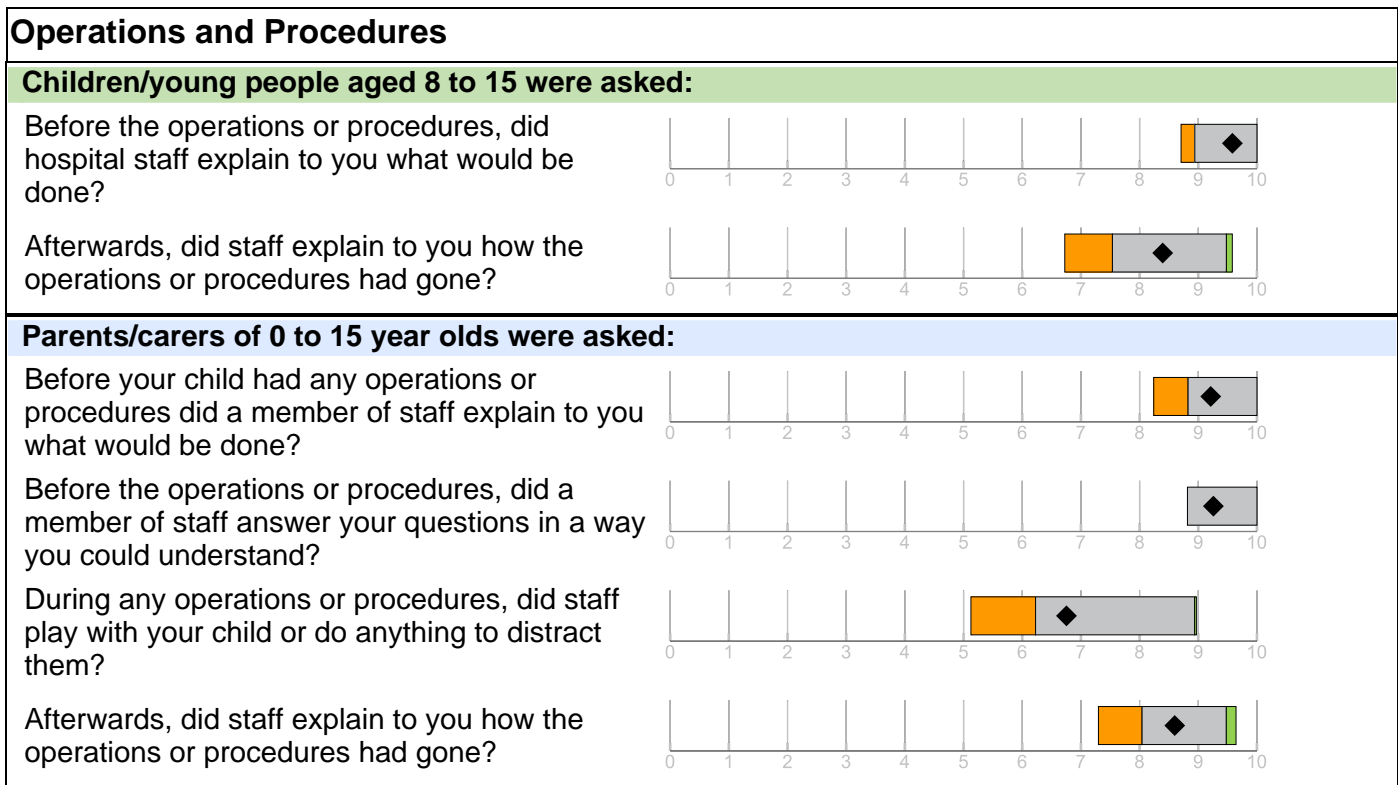 Operations and Procedures
Children/young people aged 8 to 15 were asked:
Before the operations or procedures, did
hospital staff explain to you what would be
done?
0 1 2 3 4 5 6 7 8 9 10
Afterwards, did staff explain to you how the
operations or procedures had gone?
0 1 2 3 4 5 6 7 8 9 10
Parents/carers of 0 to 15 year olds were asked:
Before your child had any operations or
procedures did a member of staff explain to you
what would be done?
0 1 2 3 4 5 6 7 8 9 10
Before the operations or procedures, did a
member of staff answer your questions in a way
you could understand?
0 1 2 3 4 5 6 7 8 9 10
During any operations or procedures, did staff
play with your child or do anything to distract
them?
0 1 2 3 4 5 6 7 8 9 10
Afterwards, did staff explain to you how the
operations or procedures had gone?
0 1 2 3 4 5 6 7 8 9 10